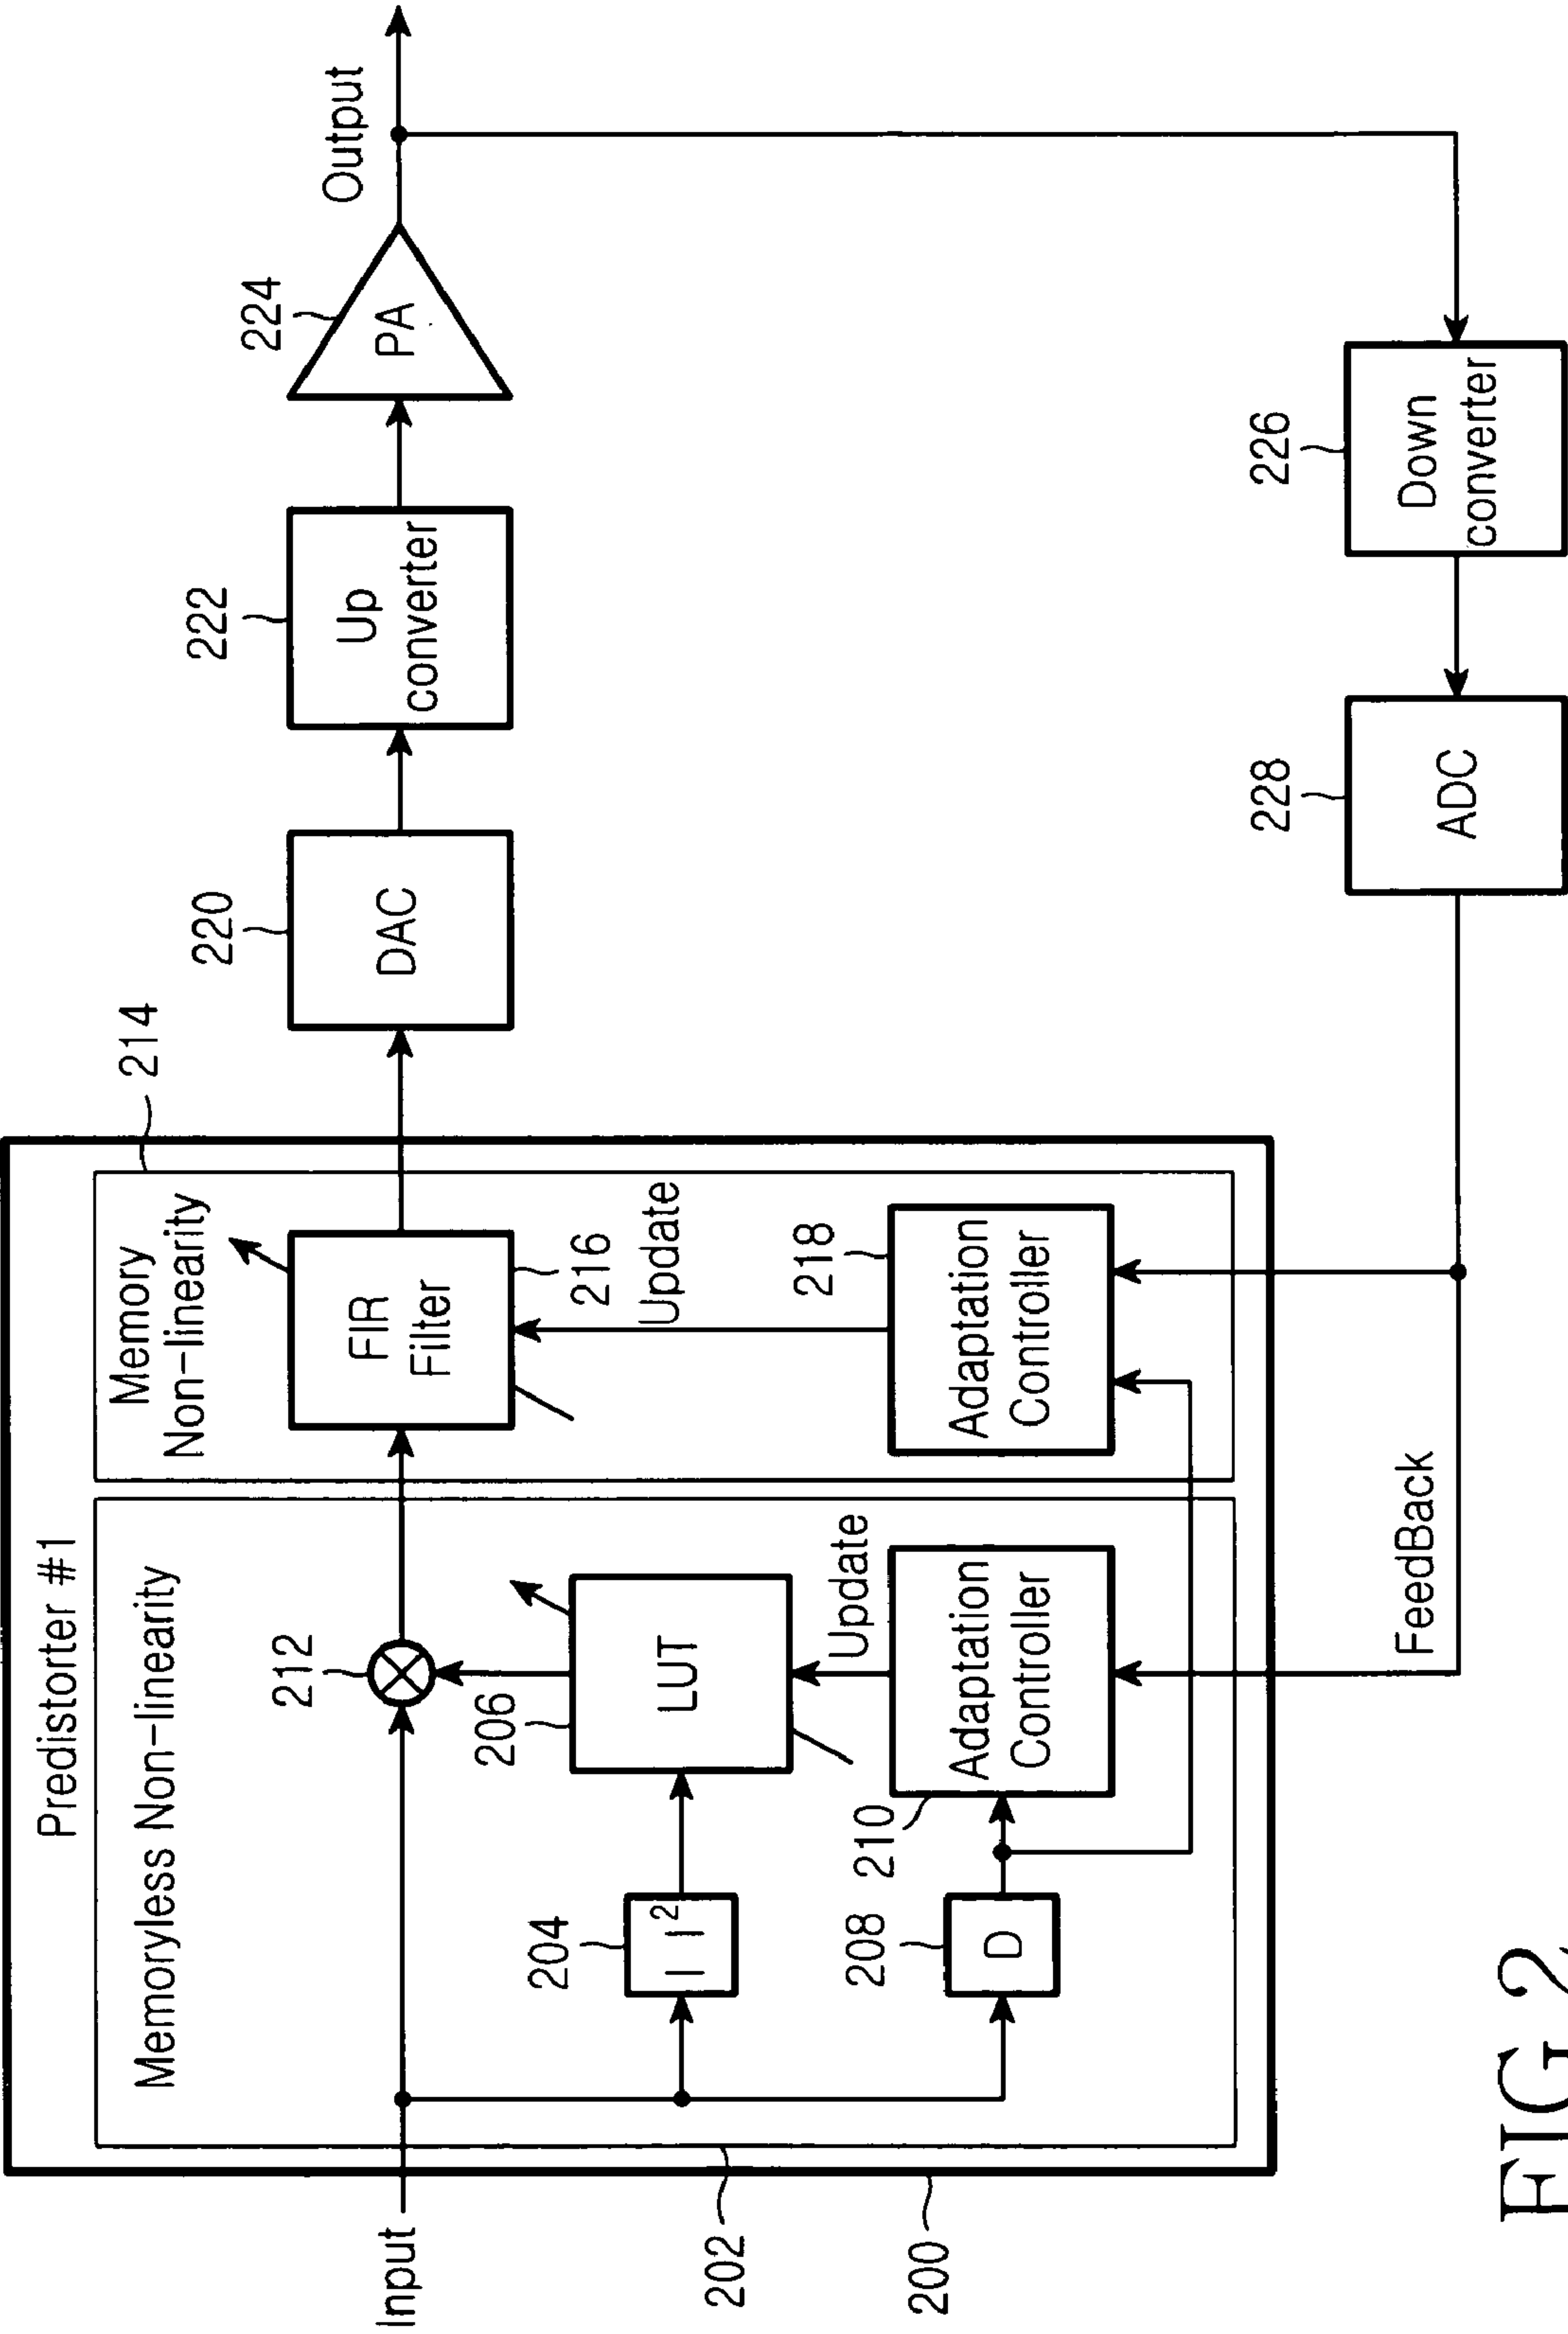 Predistorter #1
214
Memoryless Non-linearity
Memory
Non-linearity
Input
212
FIR
Filter
216
220
DAC
222
Up
converter
224
PA
Output
206
LUT
Update
204
| |²
Update
210
Adaptation
Controller
218
Adaptation
Controller
208
D
202
200
FeedBack
228
ADC
226
Down
converter
FIG.2